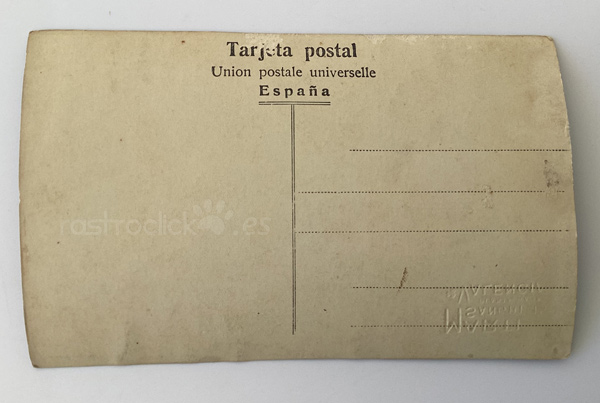 Tarjeta postal
Union postale universelle
España
rastroclick.es